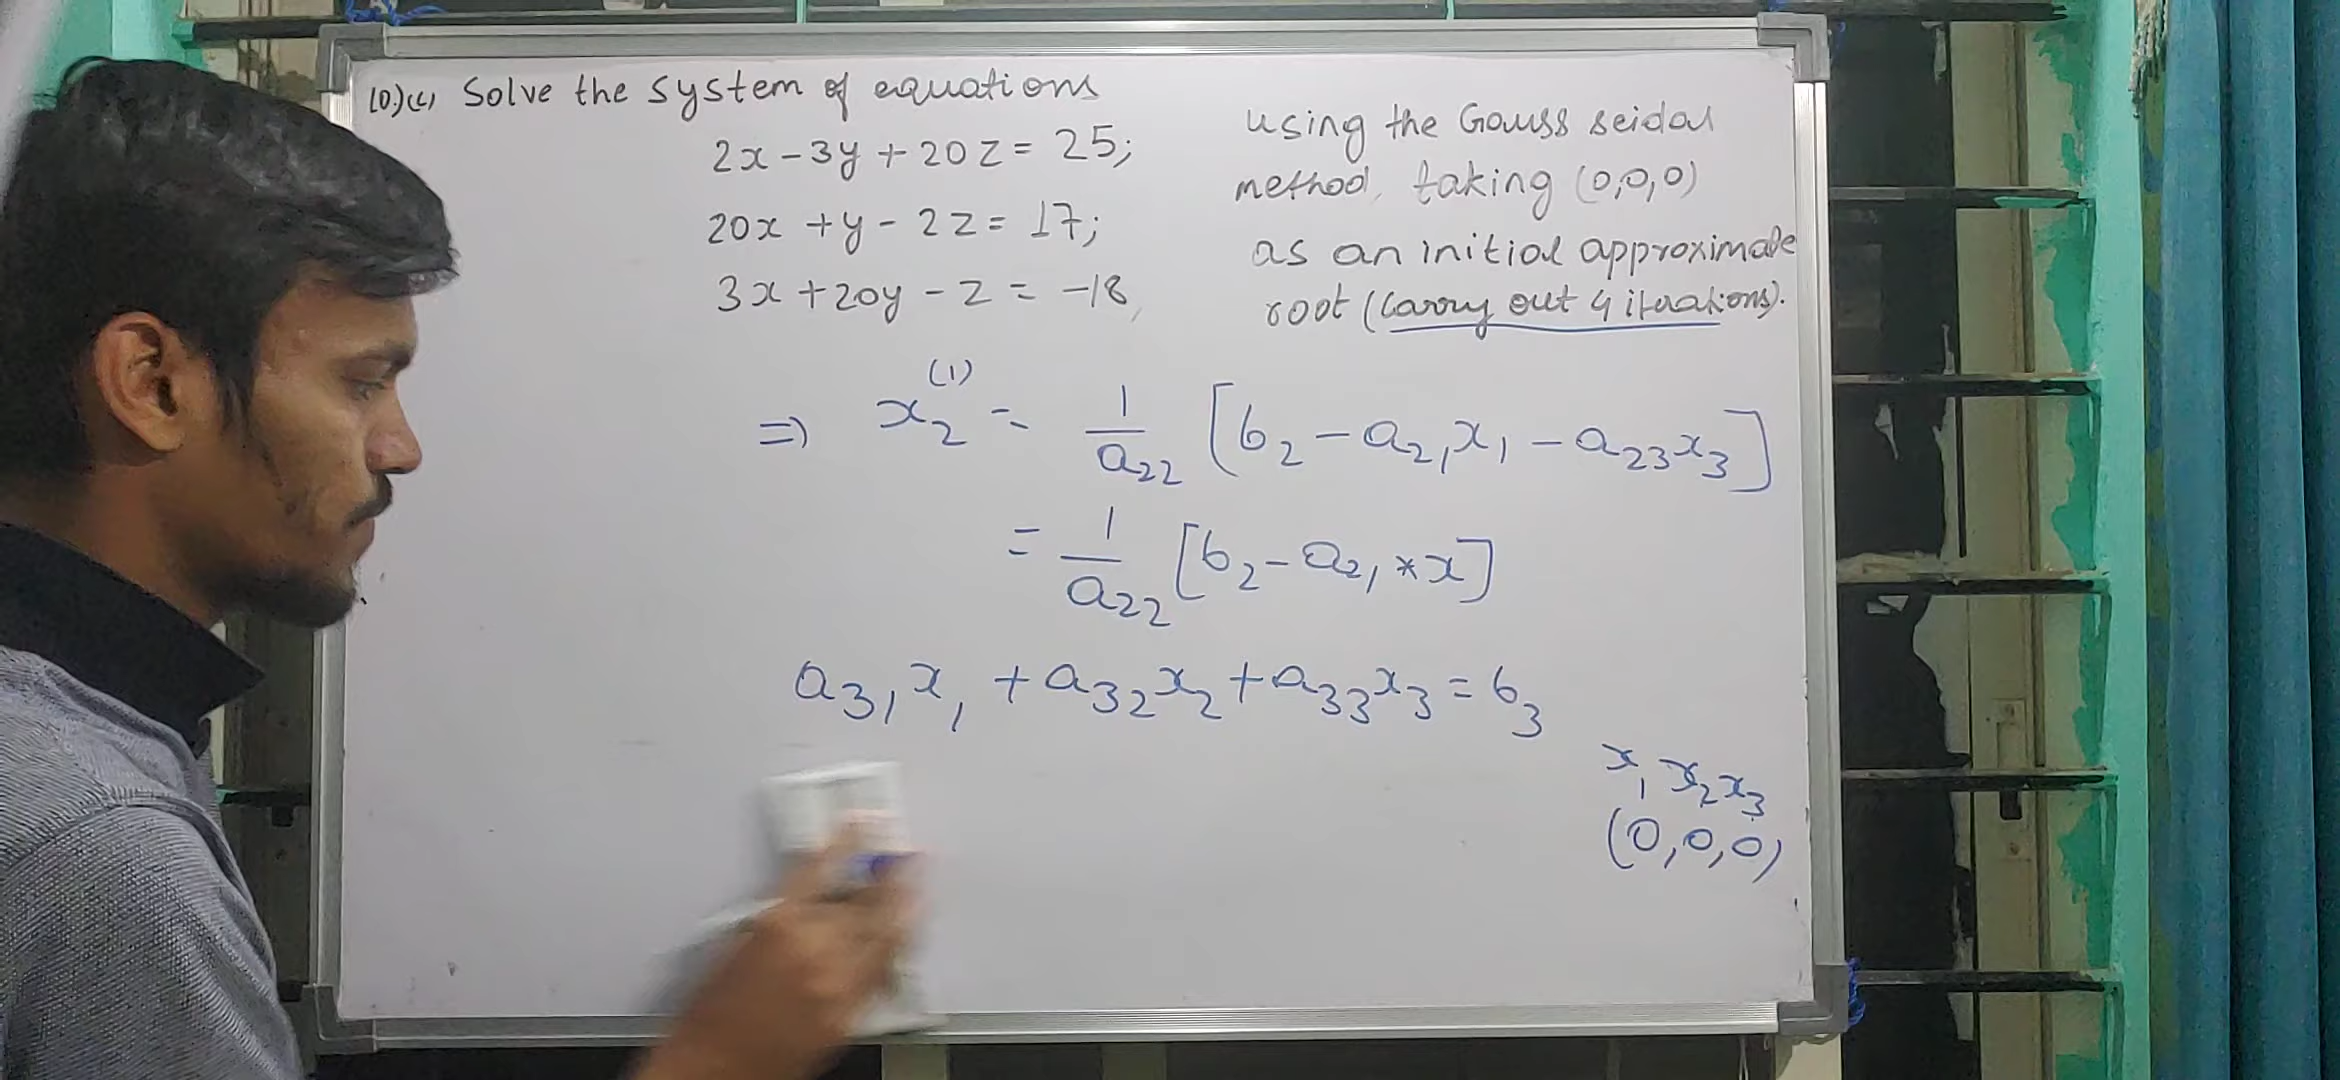 10.)(c) Solve the system of equations
2x - 3y + 20z = 25;
20x + y - 2z = 17;
3x + 20y - z = -18,
using the Gauss seidal
method, taking (0,0,0)
as an initial approximate
root (Carry out 4 iterations).
⇒ x₂⁽¹⁾ = 1/a₂₂ [b₂ - a₂₁x₁ - a₂₃x₃]
= 1/a₂₂ [b₂ - a₂₁ * x]
a₃₁x₁ + a₃₂x₂ + a₃₃x₃ = b₃
x₁ x₂ x₃
(0,0,0)